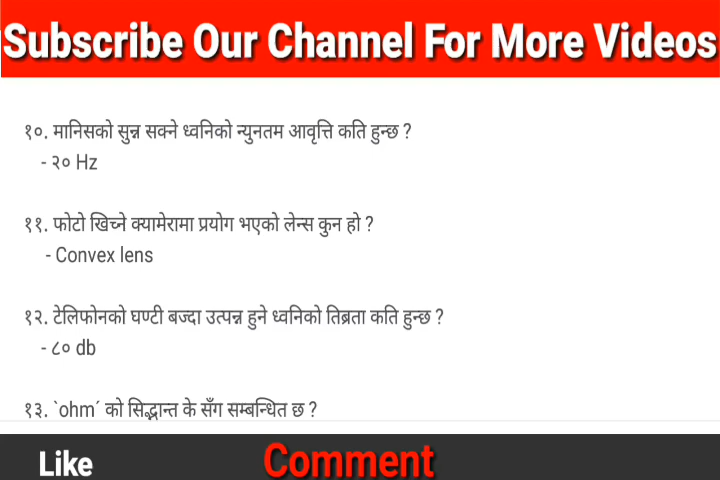 Subscribe Our Channel For More Videos
१०. मानिसको सुन्न सक्ने ध्वनिको न्युनतम आवृत्ति कति हुन्छ ?
- २० Hz
११. फोटो खिच्ने क्यामेरामा प्रयोग भएको लेन्स कुन हो ?
- Convex lens
१२. टेलिफोनको घण्टी बज्दा उत्पन्न हुने ध्वनिको तिब्रता कति हुन्छ ?
- ८० db
१३. `ohm´ को सिद्धान्त के सँग सम्बन्धित छ ?
Like Comment